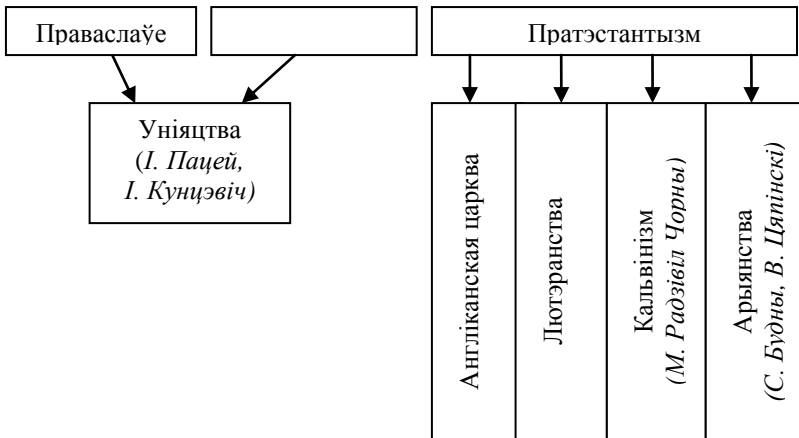 Праваслаўе
Пратэстантызм
Уніяцтва
(І. Пацей,
І. Кунцэвіч)
Англіканская царква
Лютэранства
Кальвінізм
(М. Радзівіл Чорны)
Арыянства
(С. Будны, В. Цяпінскі)